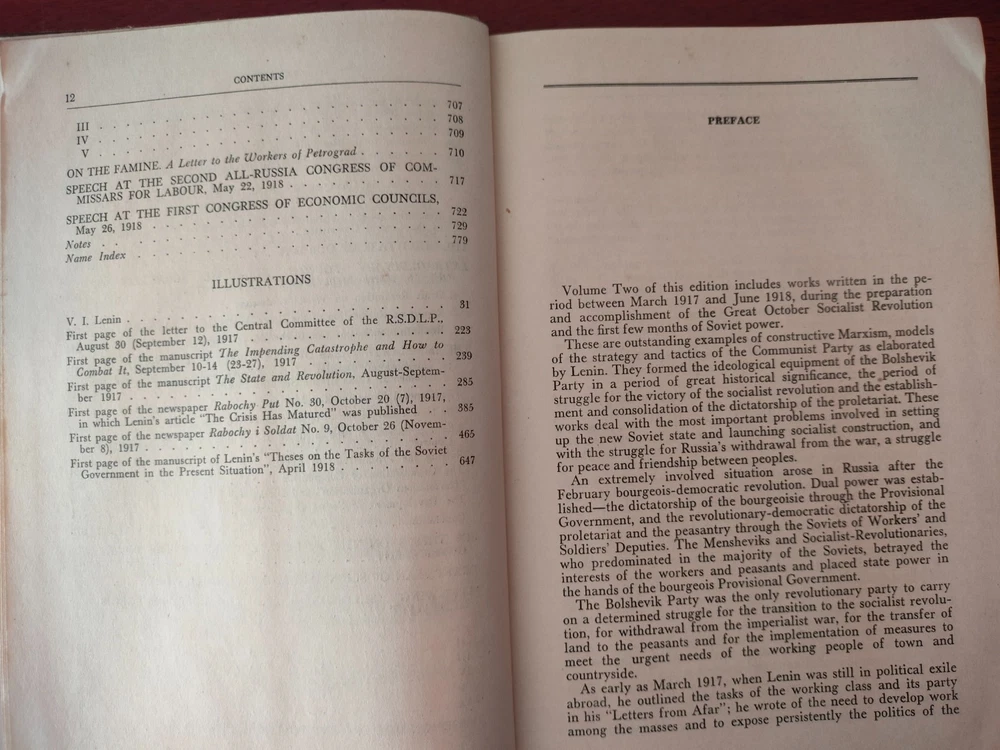 12
CONTENTS
III . . . . . . . . . . . . . . . . . . . . 707
IV . . . . . . . . . . . . . . . . . . . . 708
V . . . . . . . . . . . . . . . . . . . . 709
ON THE FAMINE. A Letter to the Workers of Petrograd . . . . . . 710
SPEECH AT THE SECOND ALL-RUSSIA CONGRESS OF COM-
MISSARS FOR LABOUR, May 22, 1918 . . . . . . . . . . . 717
SPEECH AT THE FIRST CONGRESS OF ECONOMIC COUNCILS,
May 26, 1918 . . . . . . . . . . . . . . . . . . . . 722
Notes . . . . . . . . . . . . . . . . . . . . 729
Name Index . . . . . . . . . . . . . . . . . . . . 779
ILLUSTRATIONS
V. I. Lenin . . . . . . . . . . . . . . . . . . . . 31
First page of the letter to the Central Committee of the R.S.D.L.P.,
August 30 (September 12), 1917 . . . . . . . . . . . . 223
First page of the manuscript The Impending Catastrophe and How to
Combat It, September 10-14 (23-27), 1917 . . . . . . . . . 239
First page of the manuscript The State and Revolution, August-Septem-
ber 1917 . . . . . . . . . . . . . . . . . . . . 285
First page of the newspaper Rabochy Put No. 30, October 20 (7), 1917,
in which Lenin's article "The Crisis Has Matured" was published . . 385
First page of the newspaper Rabochy i Soldat No. 9, October 26 (Novem-
ber 8), 1917 . . . . . . . . . . . . . . . . . . . . 465
First page of the manuscript of Lenin's "Theses on the Tasks of the Soviet
Government in the Present Situation", April 1918 . . . . . . . 647
PREFACE
Volume Two of this edition includes works written in the pe-
riod between March 1917 and June 1918, during the preparation
and accomplishment of the Great October Socialist Revolution
and the first few months of Soviet power.
These are outstanding examples of constructive Marxism, models
of the strategy and tactics of the Communist Party as elaborated
by Lenin. They formed the ideological equipment of the Bolshevik
Party in a period of great historical significance, the period of
struggle for the victory of the socialist revolution and the establish-
ment and consolidation of the dictatorship of the proletariat. These
works deal with the most important problems involved in setting
up the new Soviet state and launching socialist construction, and
with the struggle for Russia's withdrawal from the war, a struggle
for peace and friendship between peoples.
An extremely involved situation arose in Russia after the
February bourgeois-democratic revolution. Dual power was estab-
lished—the dictatorship of the bourgeoisie through the Provisional
Government, and the revolutionary-democratic dictatorship of the
proletariat and the peasantry through the Soviets of Workers' and
Soldiers' Deputies. The Mensheviks and Socialist-Revolutionaries,
who predominated in the majority of the Soviets, betrayed the
interests of the workers and peasants and placed state power in
the hands of the bourgeois Provisional Government.
The Bolshevik Party was the only revolutionary party to carry
on a determined struggle for the transition to the socialist revolu-
tion, for withdrawal from the imperialist war, for the transfer of
land to the peasants and for the implementation of measures to
meet the urgent needs of the working people of town and
countryside.
As early as March 1917, when Lenin was still in political exile
abroad, he outlined the tasks of the working class and its party
in his "Letters from Afar"; he wrote of the need to develop work
among the masses and to expose persistently the politics of the